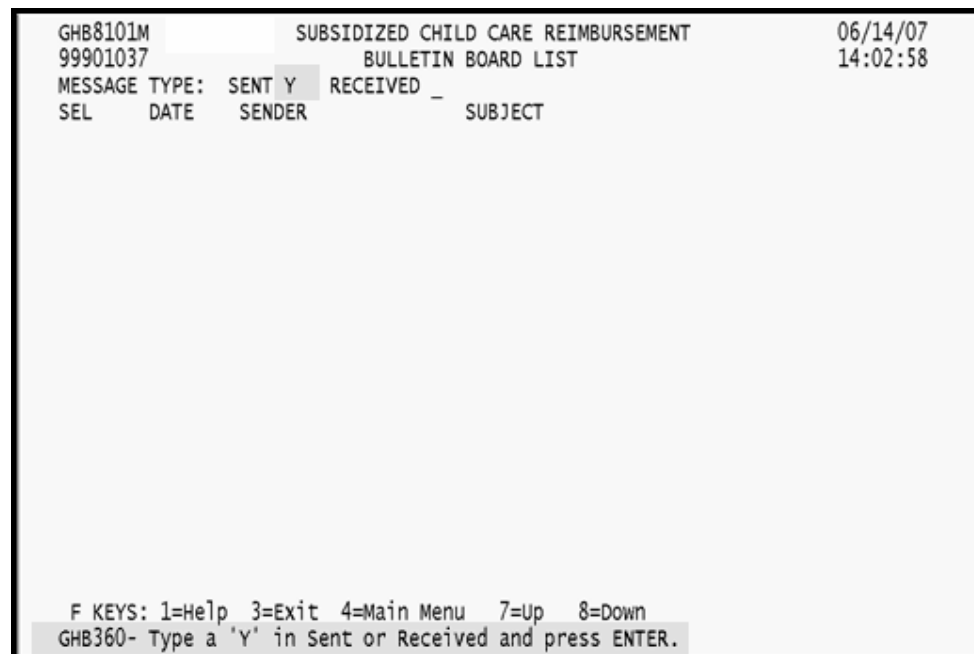 GHB8101M SUBSIDIZED CHILD CARE REIMBURSEMENT 06/14/07
99901037 BULLETIN BOARD LIST 14:02:58
MESSAGE TYPE: SENT Y RECEIVED _
SEL DATE SENDER SUBJECT
F KEYS: 1=Help 3=Exit 4=Main Menu 7=Up 8=Down
GHB360- Type a 'Y' in Sent or Received and press ENTER.